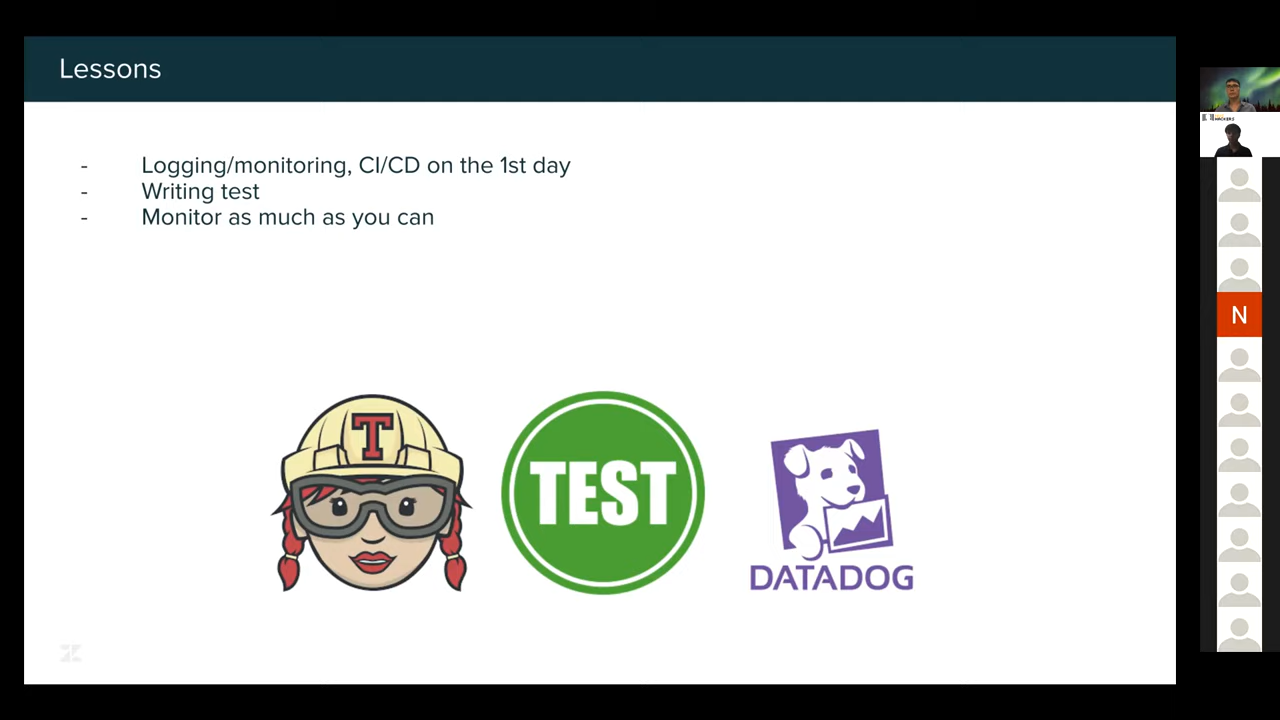 Lessons
- Logging/monitoring, CI/CD on the 1st day
- Writing test
- Monitor as much as you can
T
TEST
DATADOG
HACKERS
N